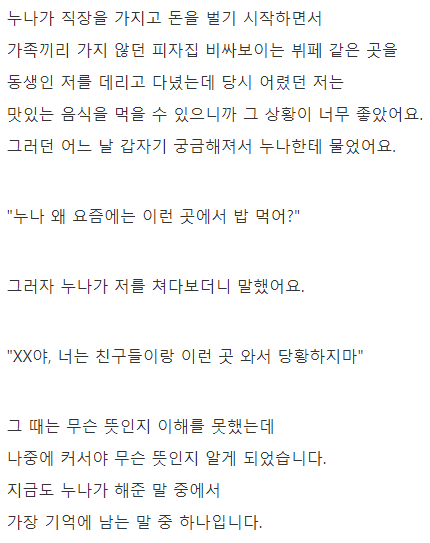 누나가 직장을 가지고 돈을 벌기 시작하면서
가족끼리 가지 않던 피자집 비싸보이는 뷔페 같은 곳을
동생인 저를 데리고 다녔는데 당시 어렸던 저는
맛있는 음식을 먹을 수 있으니까 그 상황이 너무 좋았어요.
그러던 어느 날 갑자기 궁금해져서 누나한테 물었어요.
"누나 왜 요즘에는 이런 곳에서 밥 먹어?"
그러자 누나가 저를 쳐다보더니 말했어요.
"XX야, 너는 친구들이랑 이런 곳 와서 당황하지마"
그 때는 무슨 뜻인지 이해를 못했는데
나중에 커서야 무슨 뜻인지 알게 되었습니다.
지금도 누나가 해준 말 중에서
가장 기억에 남는 말 중 하나입니다.